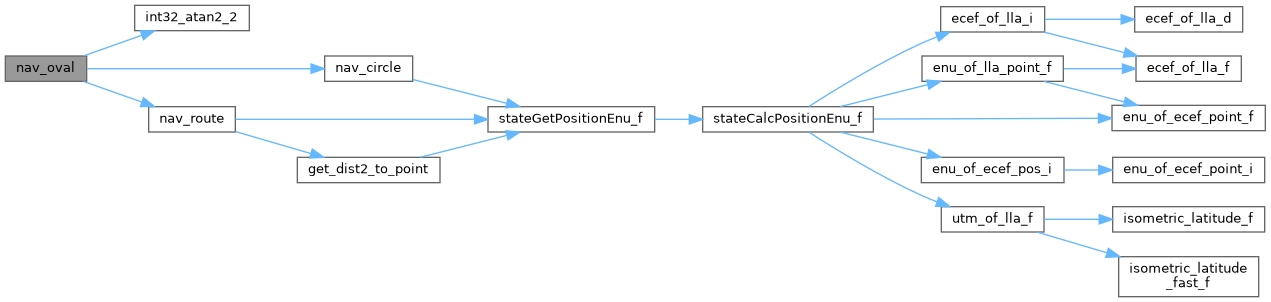 int32_atan2_2
ecef_of_lla_i
ecef_of_lla_d
nav_oval
nav_circle
enu_of_lla_point_f
ecef_of_lla_f
nav_route
stateGetPositionEnu_f
stateCalcPositionEnu_f
enu_of_ecef_point_f
get_dist2_to_point
enu_of_ecef_pos_i
enu_of_ecef_point_i
utm_of_lla_f
isometric_latitude_f
isometric_latitude
_fast_f